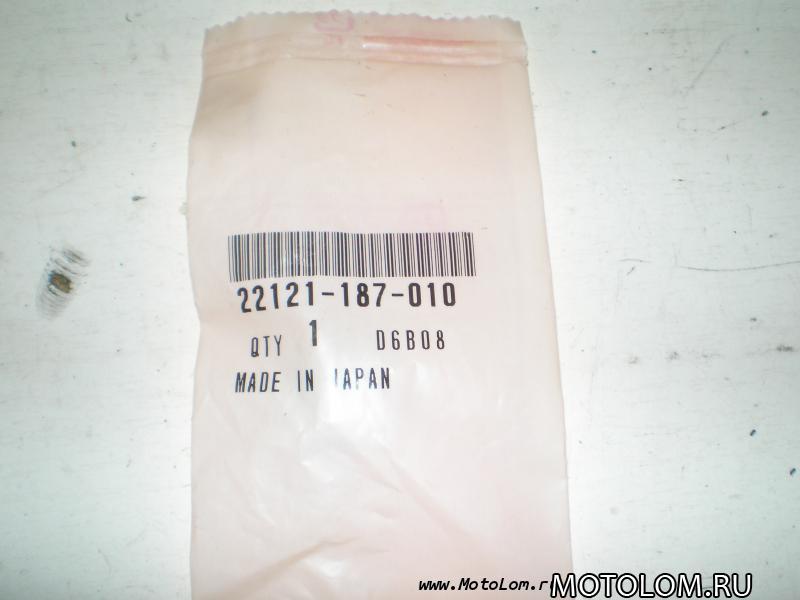 22121-187-010
QTY 1 D6B08
MADE IN JAPAN
www.MotoLom.r
MOTOLOM.RU